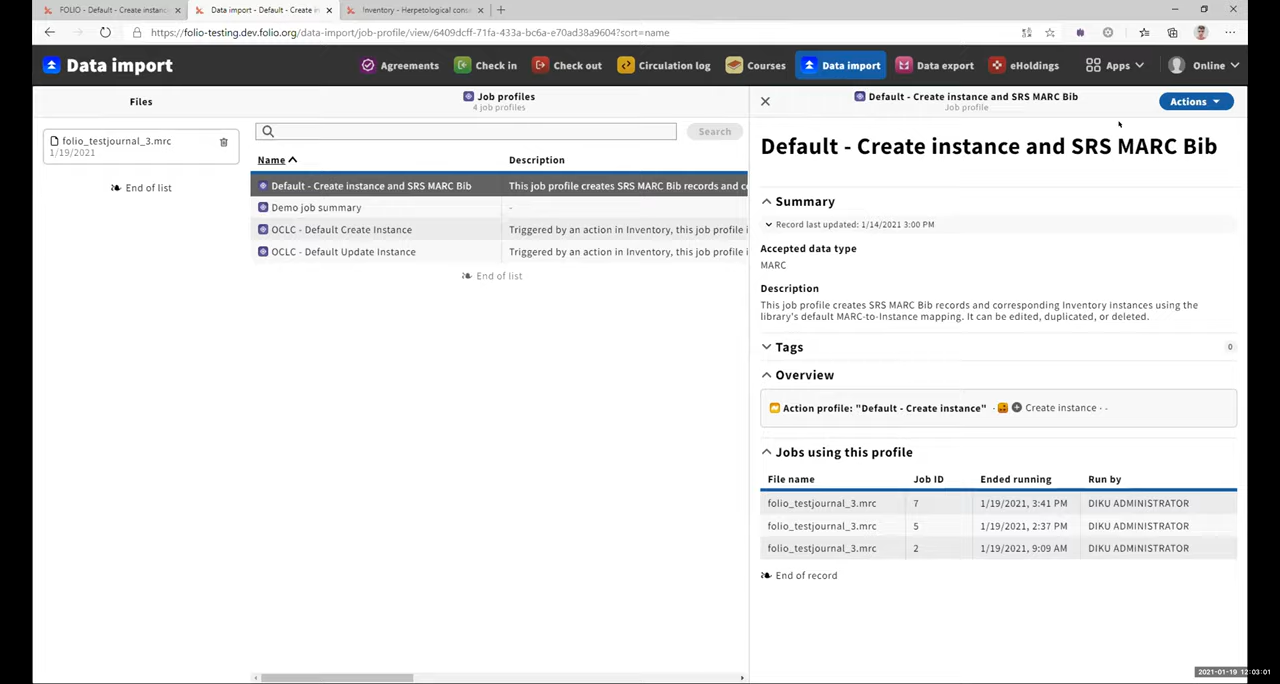 FOLIO - Default - Create instanc
Data import - Default - Create in
Inventory - Herpetological cons
https://folio-testing.dev.folio.org/data-import/job-profile/view/6409dcff-71fa-433a-bc6a-e70ad38a9604?sort=name
Data import
Agreements
Check in
Check out
Circulation log
Courses
Data import
Data export
eHoldings
Apps
Online
Files
folio_testjournal_3.mrc
1/19/2021
End of list
Job profiles
4 job profiles
Search
Name
Description
Default - Create instance and SRS MARC Bib
This job profile creates SRS MARC Bib records and co
Demo job summary
-
OCLC - Default Create Instance
Triggered by an action in Inventory, this job profile i
OCLC - Default Update Instance
Triggered by an action in Inventory, this job profile i
End of list
Default - Create instance and SRS MARC Bib
Job profile
Actions
Default - Create instance and SRS MARC Bib
Summary
Record last updated: 1/14/2021 3:00 PM
Accepted data type
MARC
Description
This job profile creates SRS MARC Bib records and corresponding Inventory instances using the
library's default MARC-to-Instance mapping. It can be edited, duplicated, or deleted.
Tags
0
Overview
Action profile: "Default - Create instance" · Create instance · -
Jobs using this profile
File name Job ID Ended running Run by
folio_testjournal_3.mrc 7 1/19/2021, 3:41 PM DIKU ADMINISTRATOR
folio_testjournal_3.mrc 5 1/19/2021, 2:37 PM DIKU ADMINISTRATOR
folio_testjournal_3.mrc 2 1/19/2021, 9:09 AM DIKU ADMINISTRATOR
End of record
2021-01-19 12:03:01